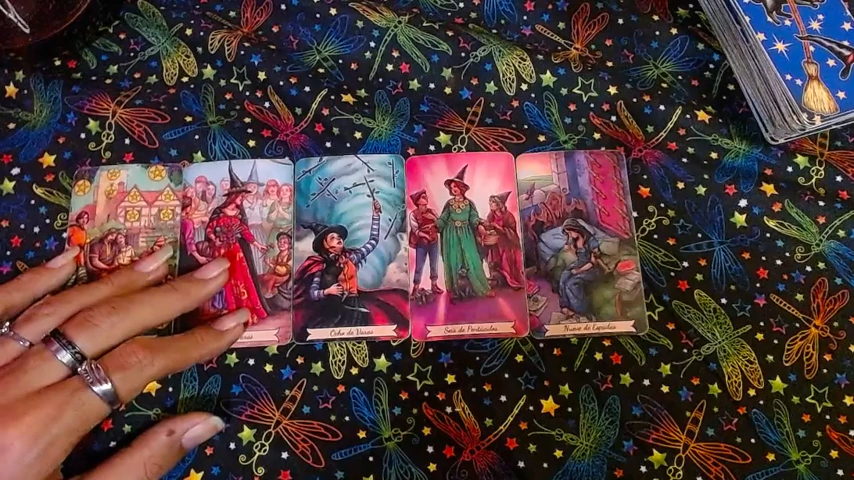 Ocho de Varas
Seis de Pentáculos
Nueve de Espadas